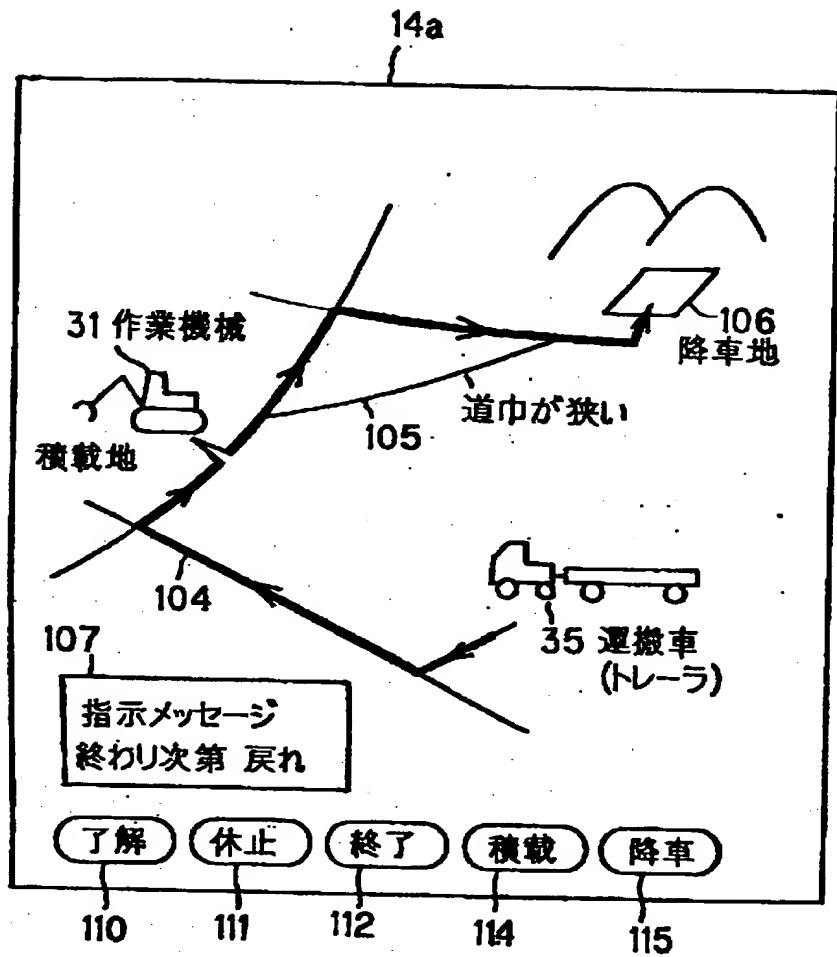 14a
31 作業機械
積載地
105
道巾が狭い
106
降車地
104
35 運搬車
(トレーラ)
107
指示メッセージ
終わり次第 戻れ
了解
休止
終了
積載
降車
110
111
112
114
115